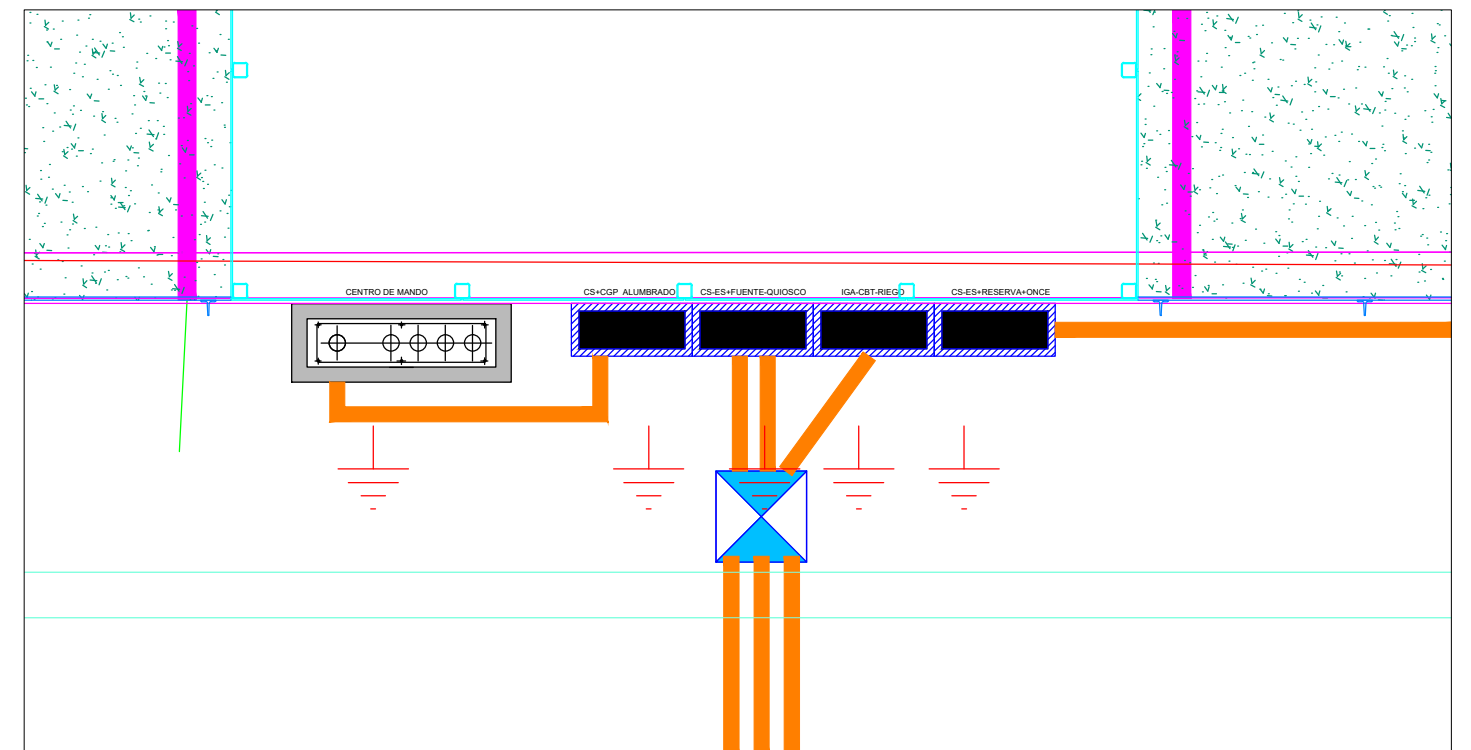 CENTRO DE MANDO
CS+CGP ALUMBRADO
CS-ES+FUENTE-QUIOSCO
IGA-CBT-RIEGO
CS-ES+RESERVA+ONCE